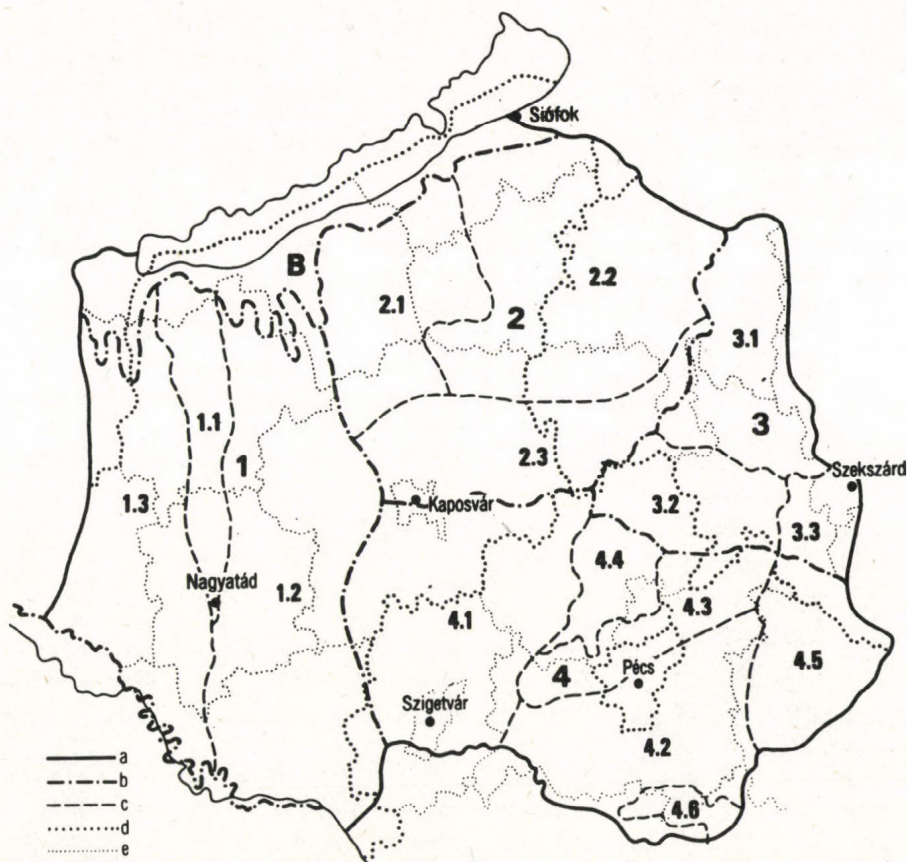 Siófok
B
2.1
2
2.2
3.1
1.1
3
1
2.3
Szekszárd
1.3
Kaposvár
3.2
3.3
4.4
Nagyatád
1.2
4.3
4.1
4
Pécs
4.5
Szigetvár
4.2
4.6
a
b
c
d
e